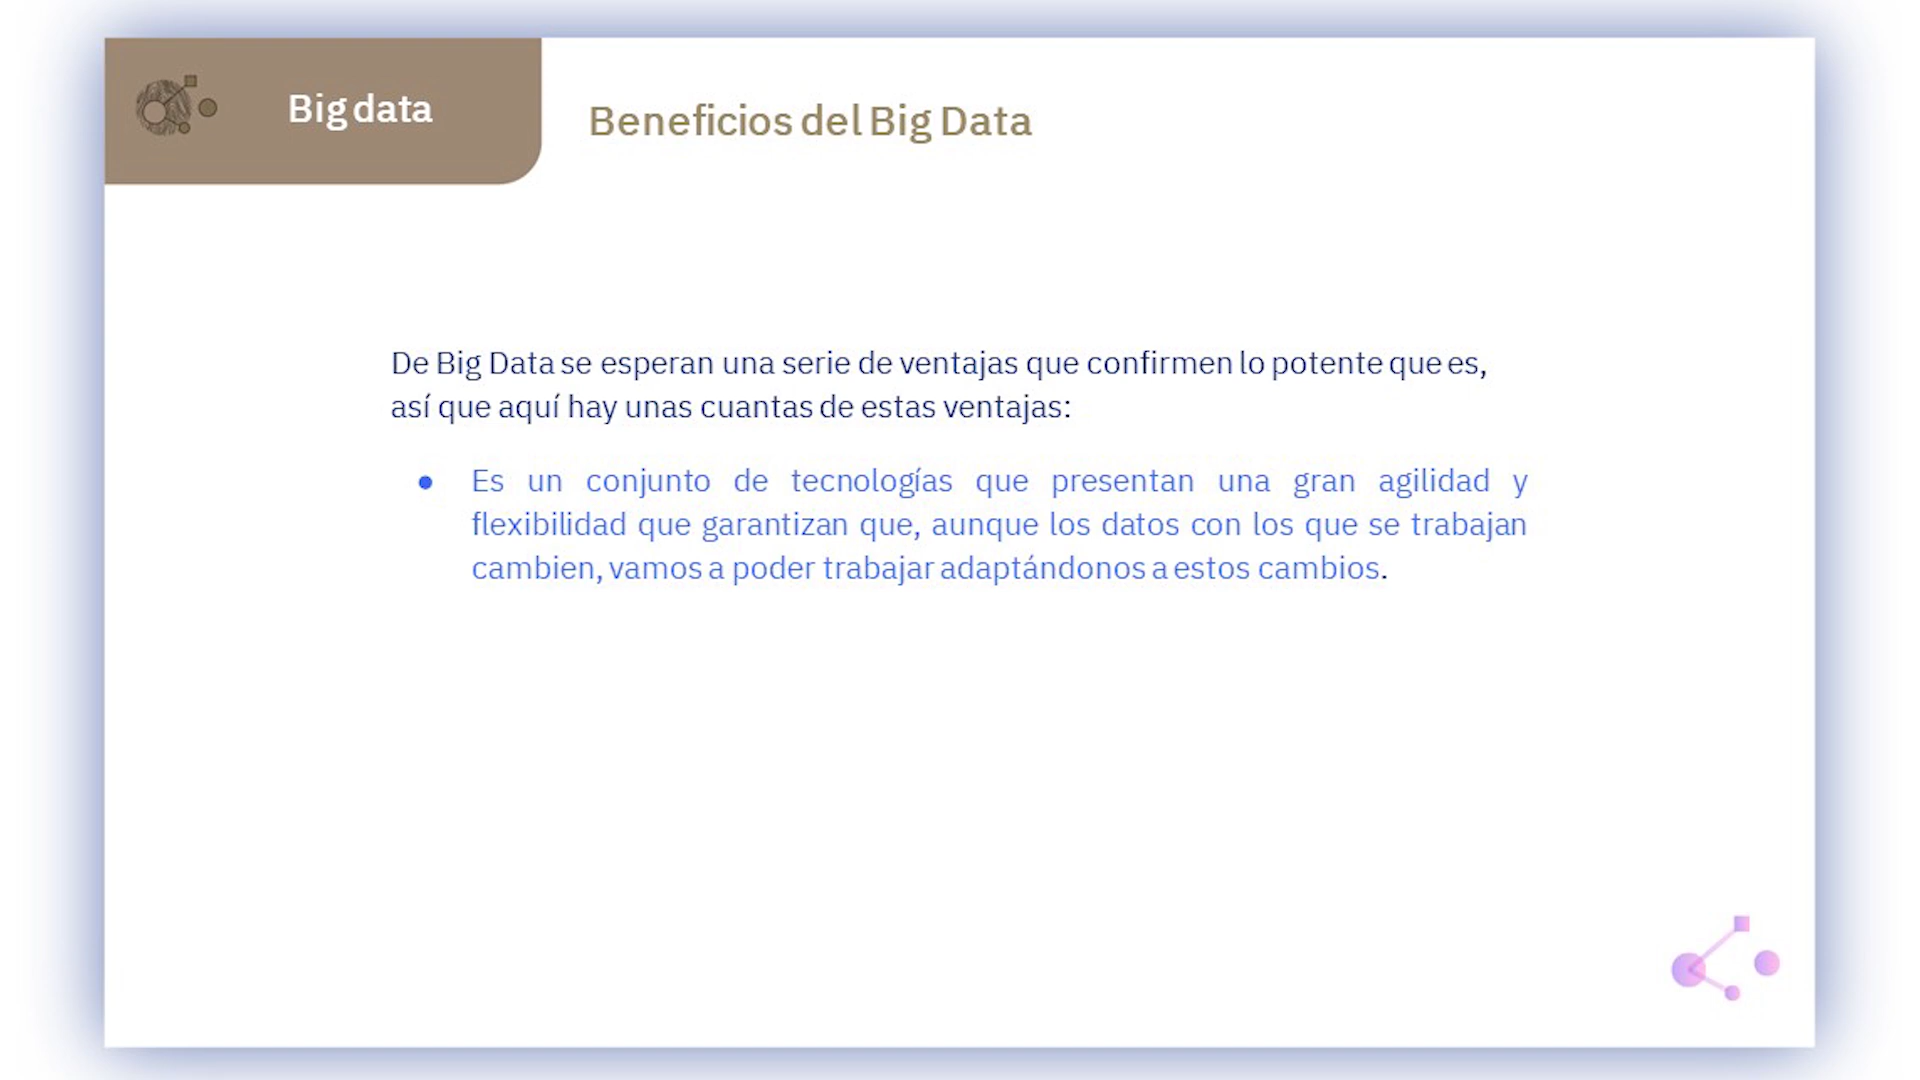 Big data
Beneficios del Big Data
De Big Data se esperan una serie de ventajas que confirmen lo potente que es,
así que aquí hay unas cuantas de estas ventajas:
● Es un conjunto de tecnologías que presentan una gran agilidad y
flexibilidad que garantizan que, aunque los datos con los que se trabajan
cambien, vamos a poder trabajar adaptándonos a estos cambios.